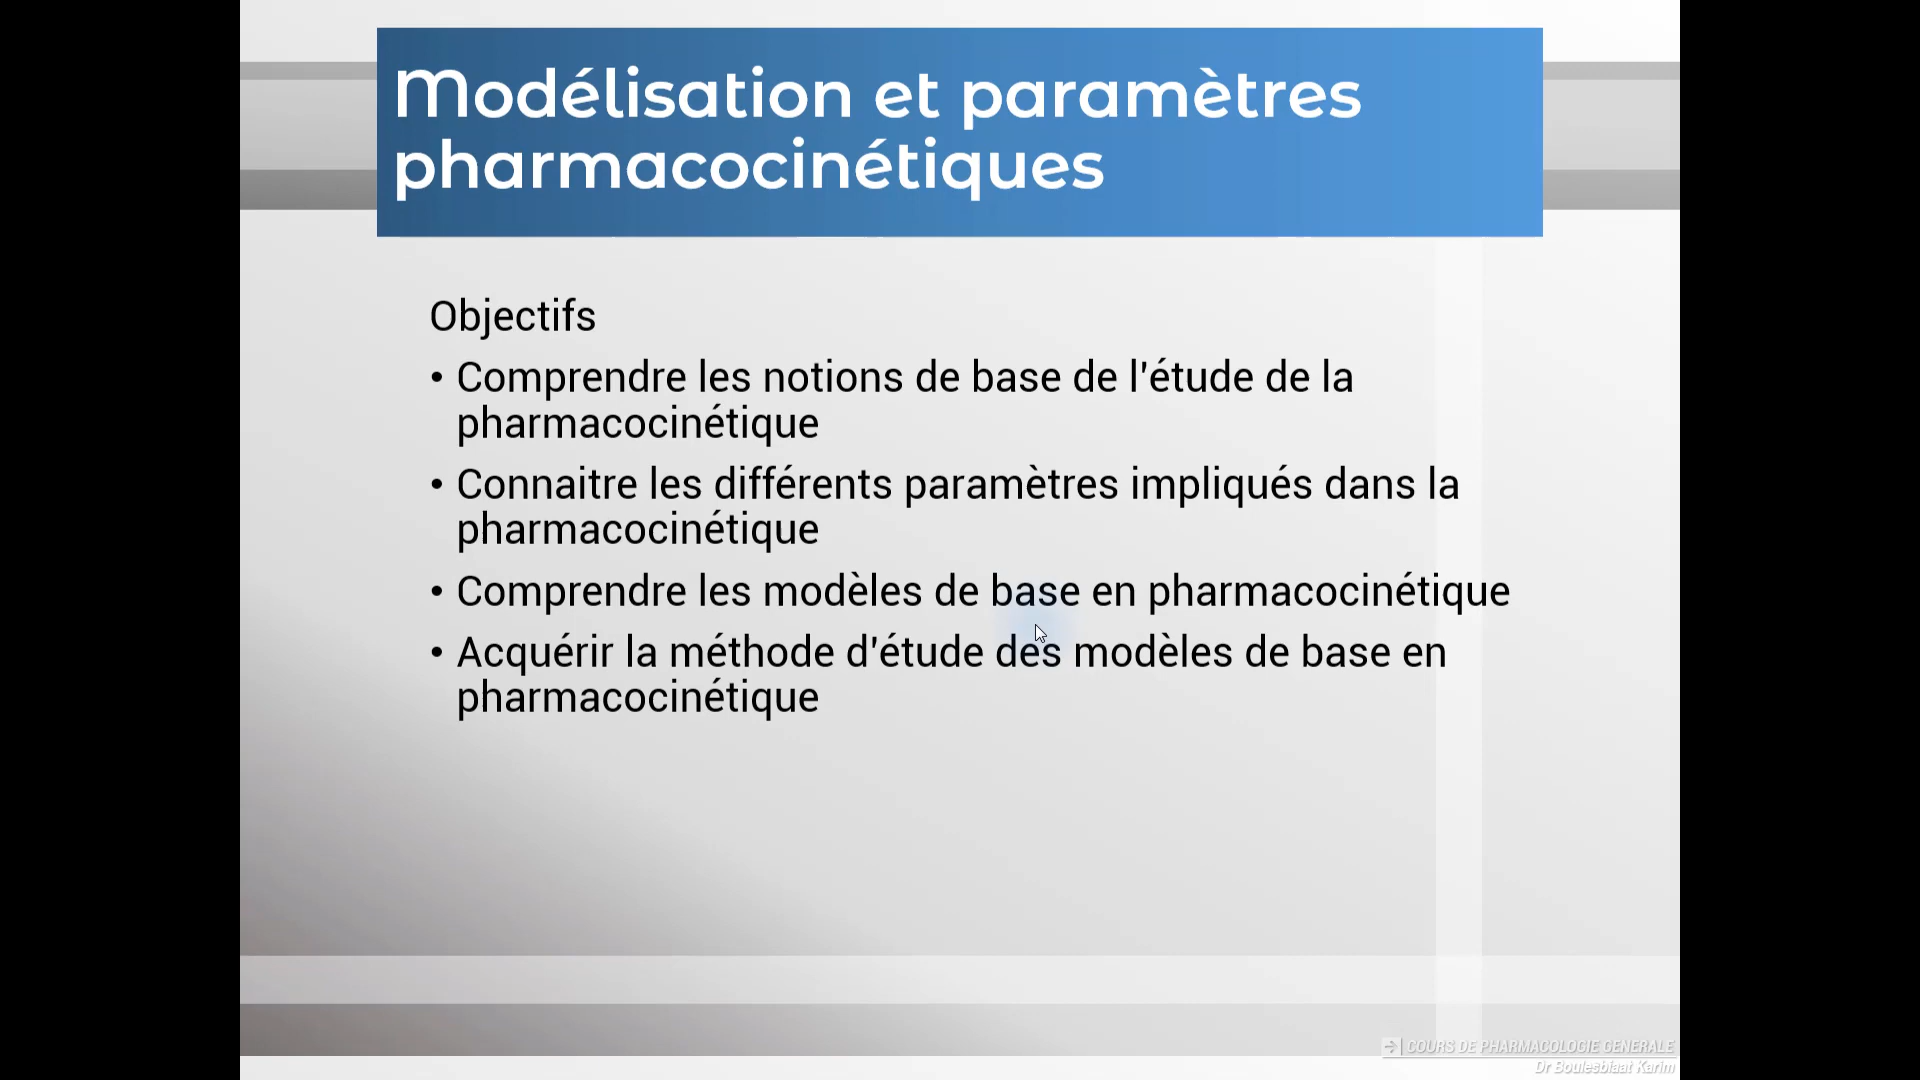 Modélisation et paramètres
pharmacocinétiques
Objectifs
• Comprendre les notions de base de l'étude de la
pharmacocinétique
• Connaitre les différents paramètres impliqués dans la
pharmacocinétique
• Comprendre les modèles de base en pharmacocinétique
• Acquérir la méthode d'étude des modèles de base en
pharmacocinétique
COURS DE PHARMACOLOGIE GENERALE
Dr Boulesblaat Karim